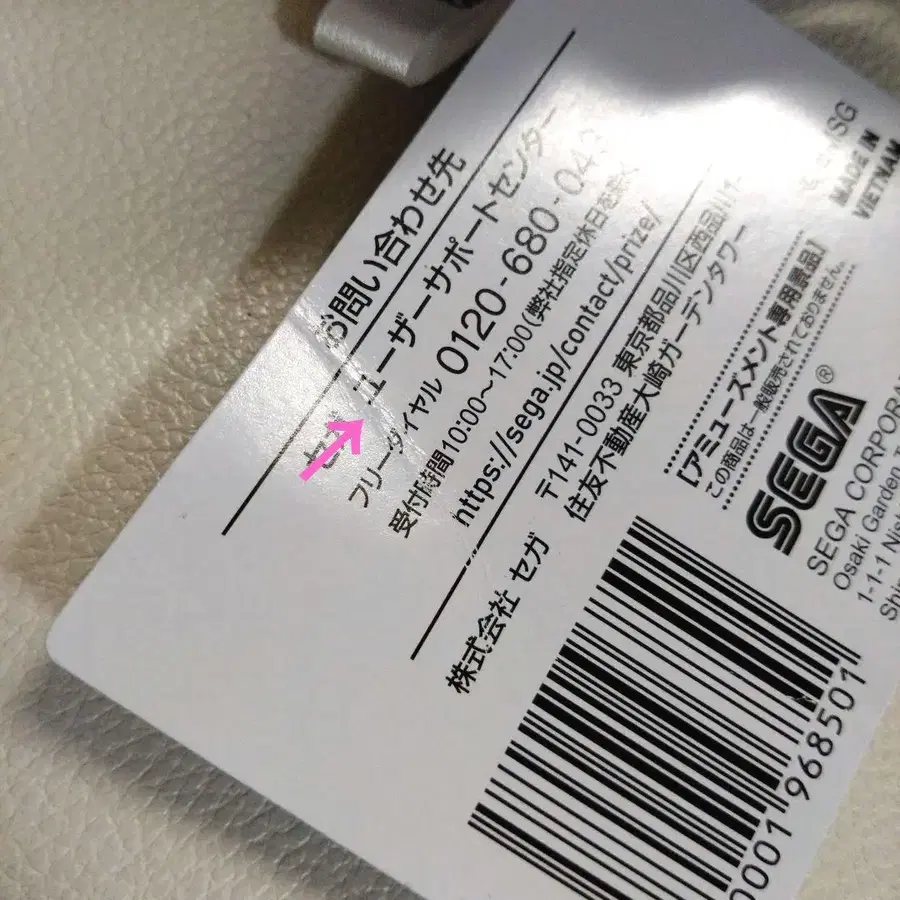 お問い合わせ先
セガ ユーザーサポートセンター
フリーダイヤル 0120-680-04
受付時間10:00～17:00(弊社指定休日を除く
https://sega.jp/contact/prize/
株式会社 セガ 〒141-0033 東京都品川区西品川1-
住友不動産大崎ガーデンタワー
[アミューズメント専用景品]
この商品は一般販売されておりません。
SG
MADE IN
VIETNAM
SEGA®
SEGA CORPORA
Osaki Garden T
1-1-1 Nis
Shi
0001 968501